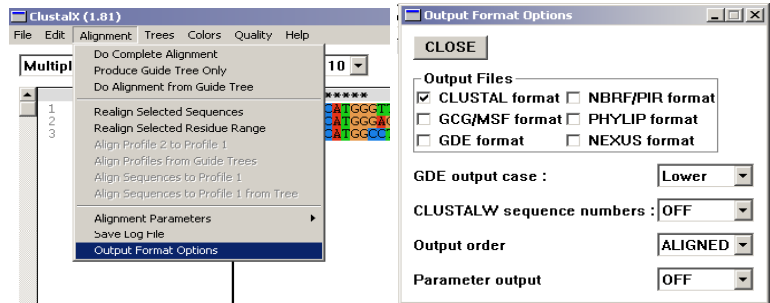 ClustalX (1.81)
File Edit Alignment Trees Colors Quality Help
Multipl
10
Do Complete Alignment
Produce Guide Tree Only
Do Alignment from Guide Tree
Realign Selected Sequences
Realign Selected Residue Range
Align Profile 2 to Profile 1
Align Profiles from Guide Trees
Align Sequences to Profile 1
Align Sequences to Profile 1 from Tree
Alignment Parameters
Save Log File
Output Format Options
1
2
3
*****
CATGGGTT
CATGGGAG
CATGGCCT
Output Format Options
CLOSE
Output Files
CLUSTAL format NBRF/PIR format
GCG/MSF format PHYLIP format
GDE format NEXUS format
GDE output case : Lower
CLUSTALW sequence numbers : OFF
Output order ALIGNED
Parameter output OFF